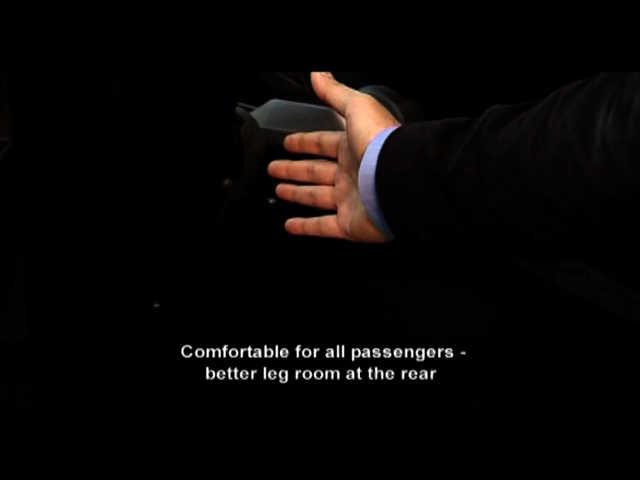 Comfortable for all passengers -
better leg room at the rear